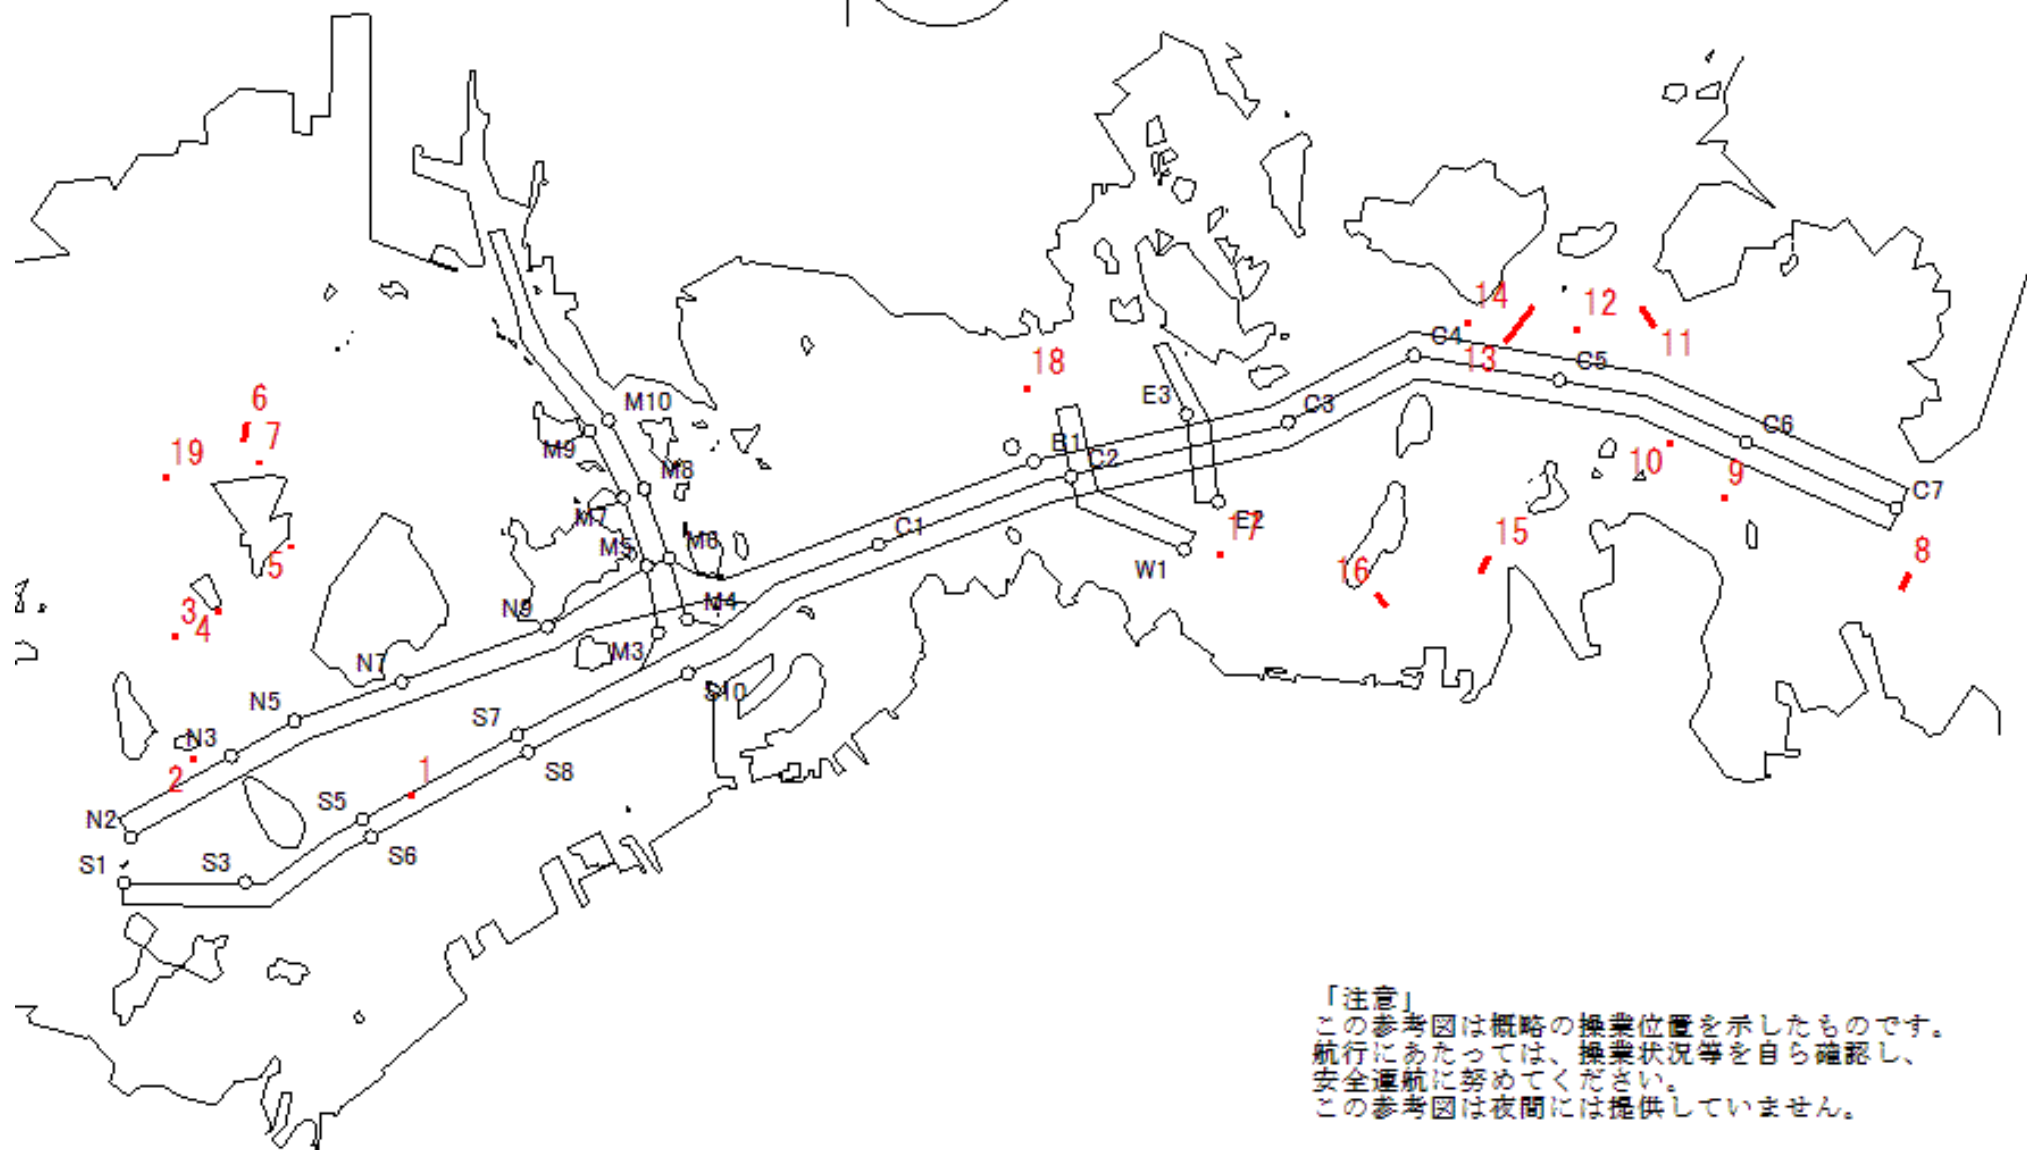 14
12
C4
13
11
C5
18
E3
M10
C3
6
C6
7
B1
M9
19
C2
M8
10
9
C7
M7
E2
17
C1
15
M5
M6
5
8
W1
16
N9
M4
3
4
M3
N7
S10
N5
S7
N3
S8
2
1
S5
N2
S6
S1
S3
「注意」
この参考図は概略の操業位置を示したものです。
航行にあたっては、操業状況等を自ら確認し、
安全運航に努めてください。
この参考図は夜間には提供していません。